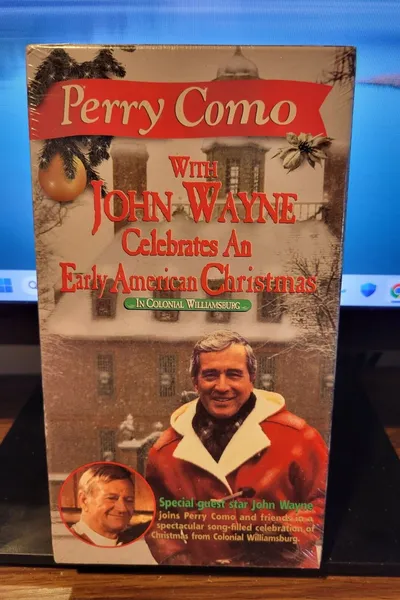 Perry Como
With
John Wayne
Celebrates An
Early American Christmas
In Colonial Williamsburg
Special guest star John Wayne
joins Perry Como and friends in a
spectacular song-filled celebration of
Christmas from Colonial Williamsburg.